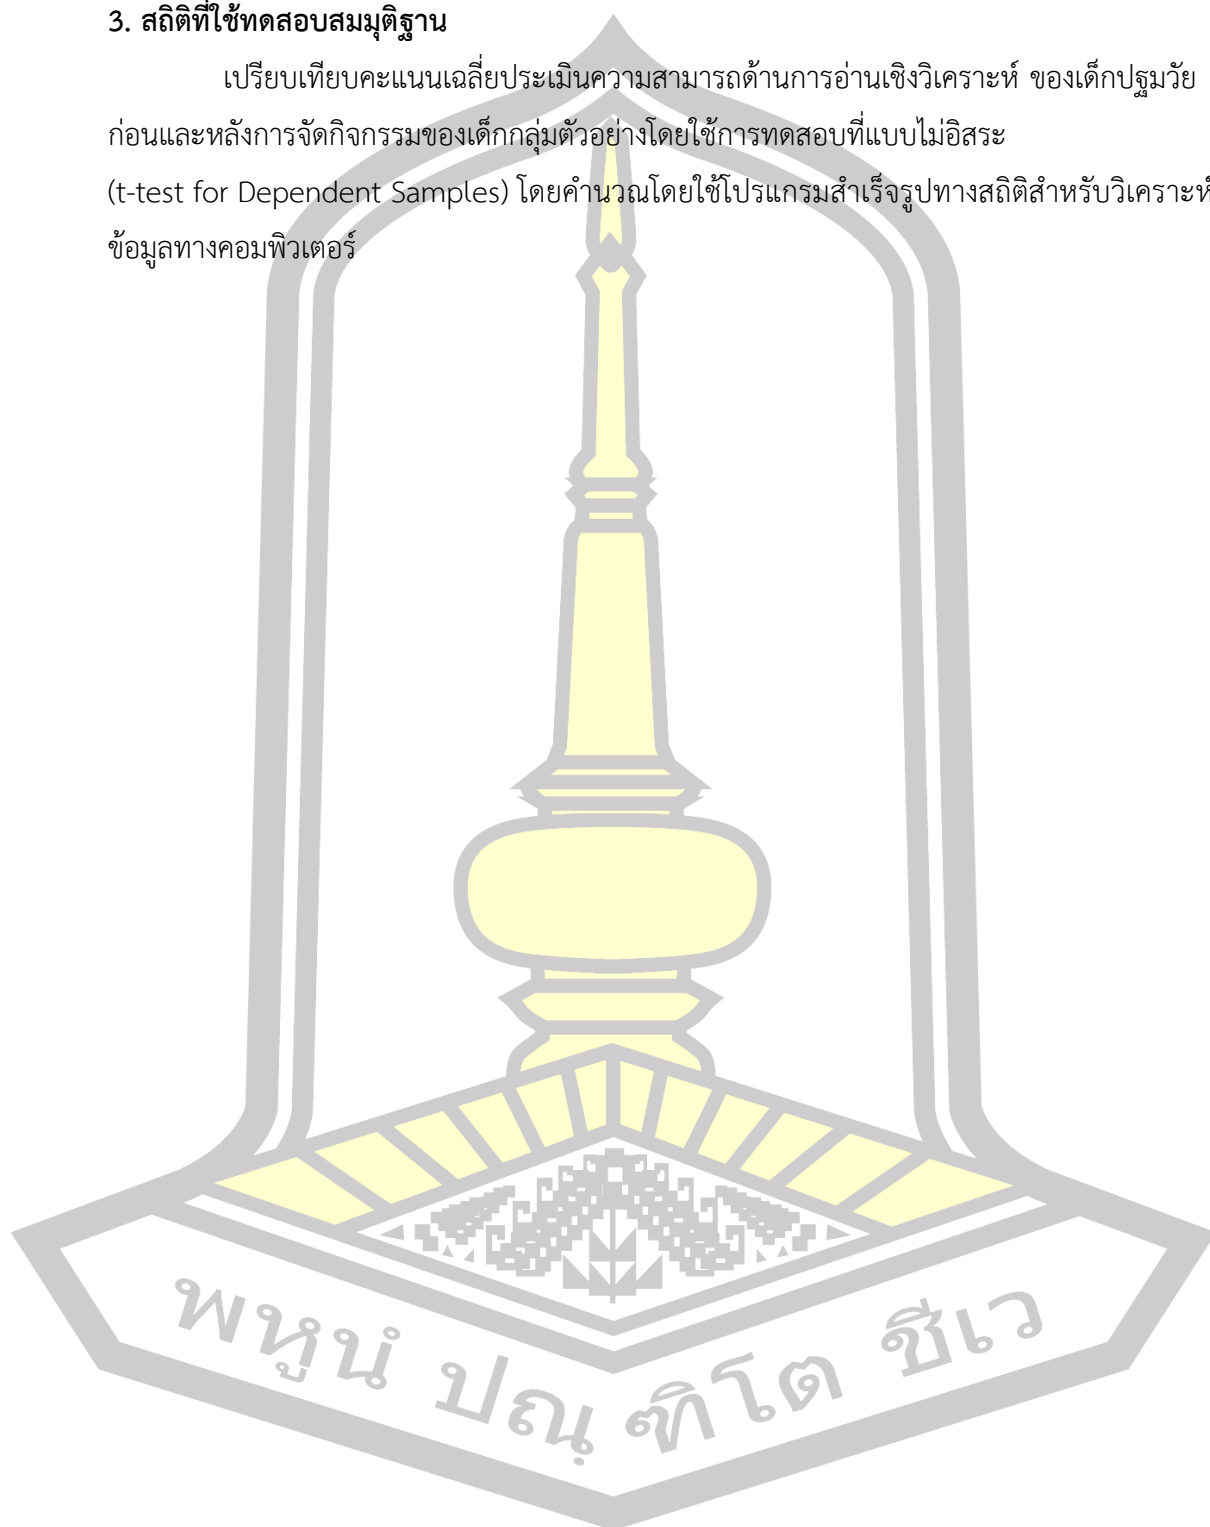 3. สถิติที่ใช้ทดสอบสมมุติฐาน
เปรียบเทียบคะแนนเฉลี่ยประเมินความสามารถด้านการอ่านเชิงวิเคราะห์ ของเด็กปฐมวัย
ก่อนและหลังการจัดกิจกรรมของเด็กกลุ่มตัวอย่างโดยใช้การทดสอบที่แบบไม่อิสระ
(t-test for Dependent Samples) โดยคำนวณโดยใช้โปรแกรมสำเร็จรูปทางสถิติสำหรับวิเคราะห์
ข้อมูลทางคอมพิวเตอร์
พหูนํ ปณฺ ฑิโต ชีเว